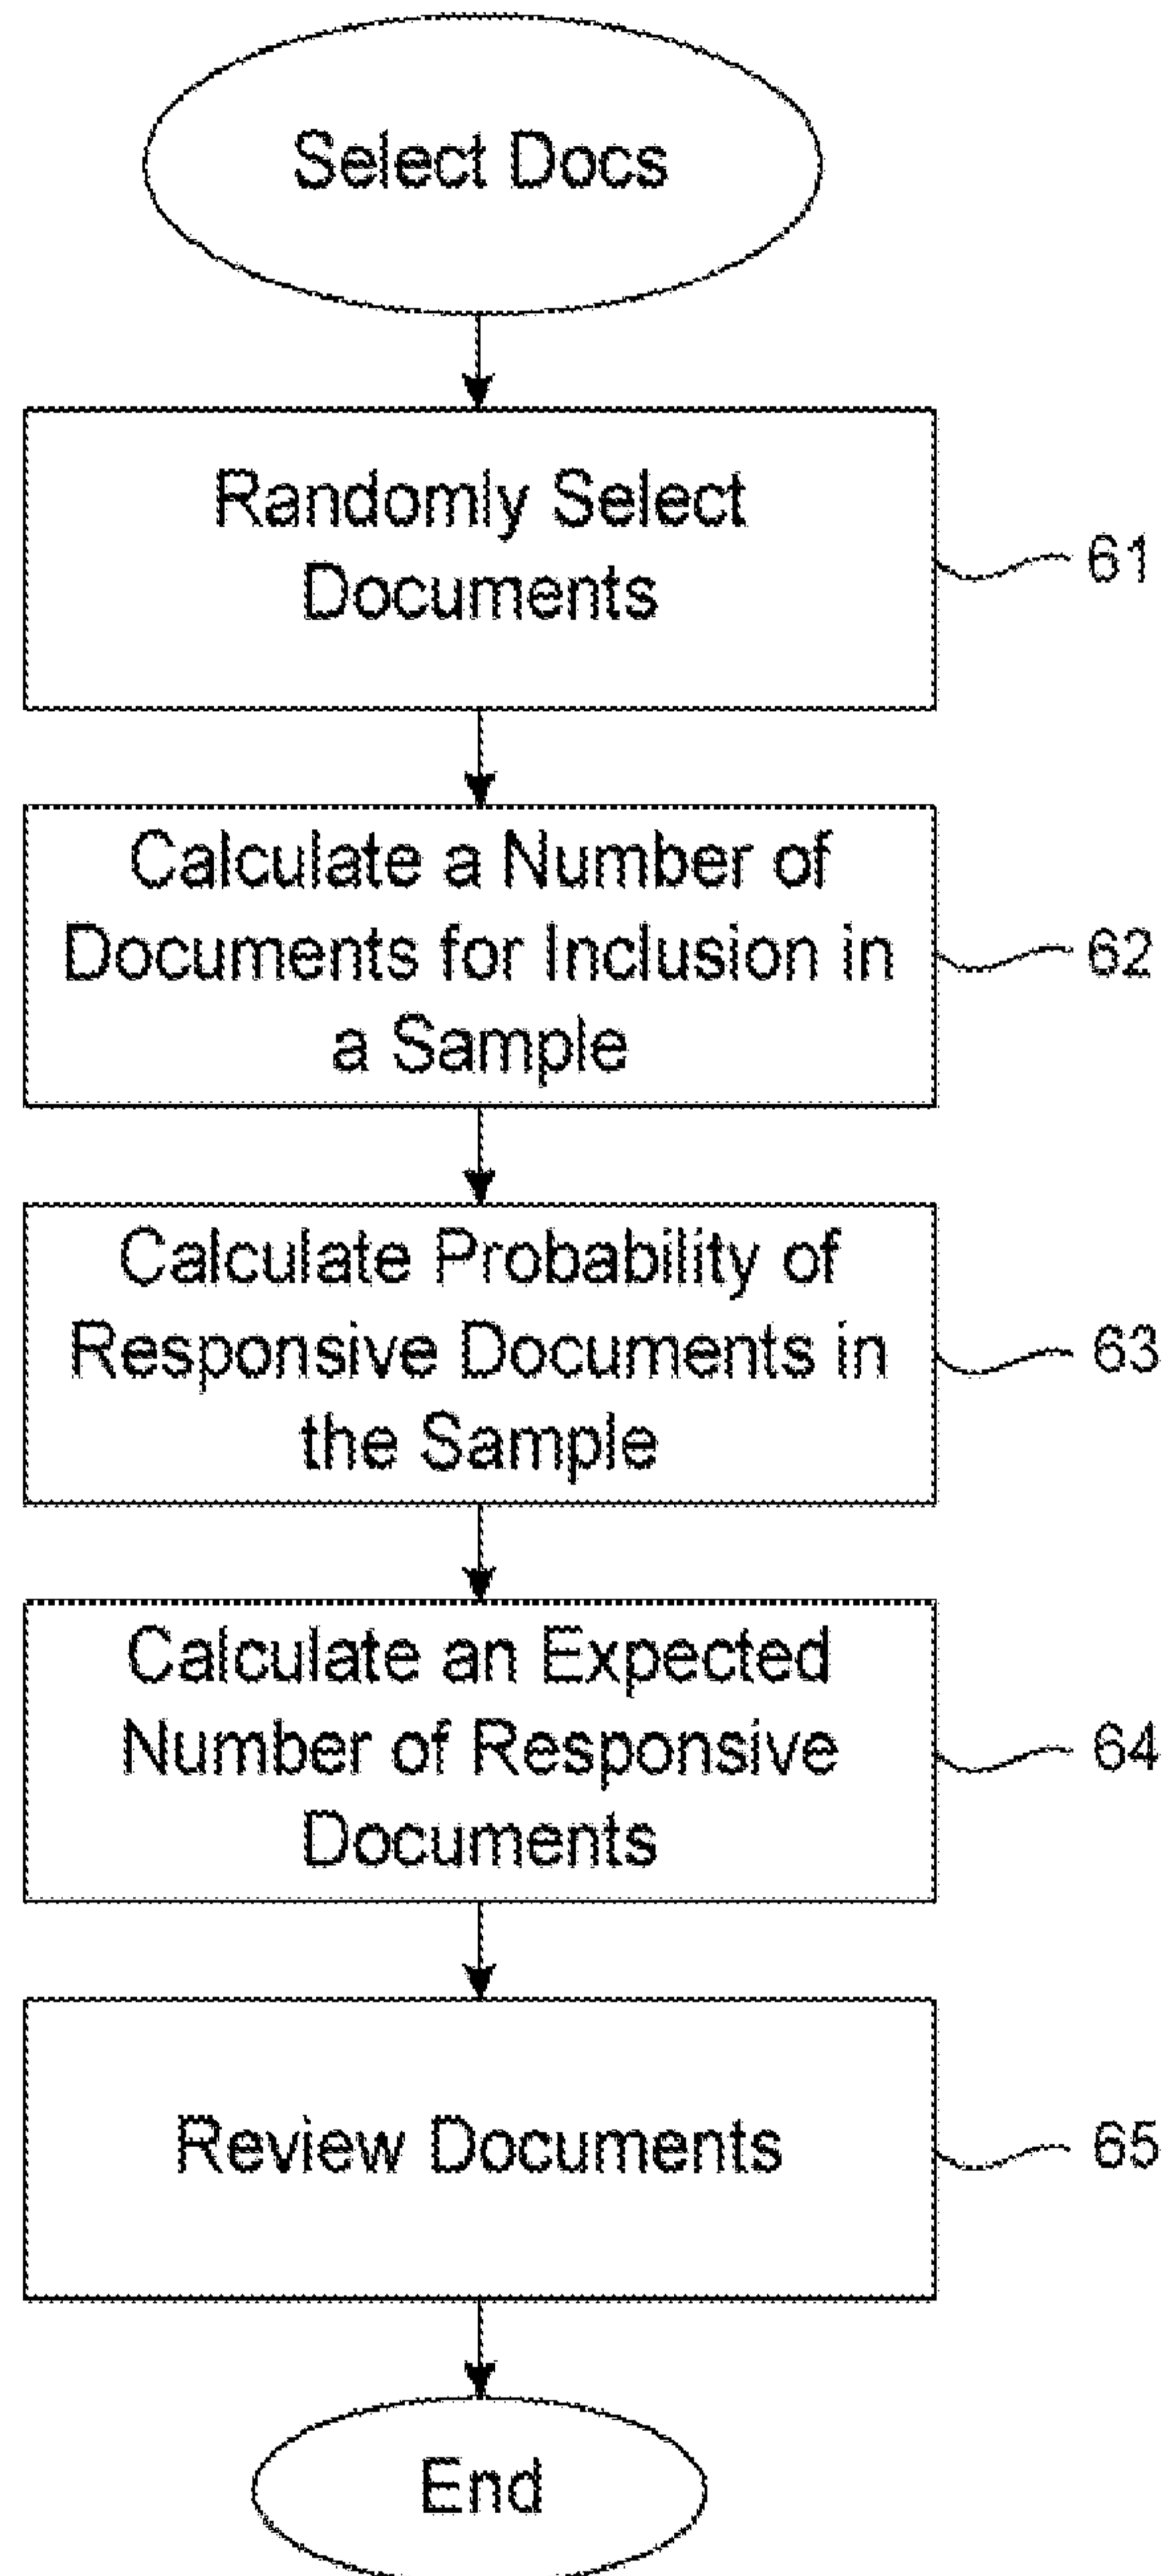 Select Docs
Randomly Select
Documents
61
Calculate a Number of
Documents for Inclusion in
a Sample
62
Calculate Probability of
Responsive Documents in
the Sample
63
Calculate an Expected
Number of Responsive
Documents
64
Review Documents
65
End